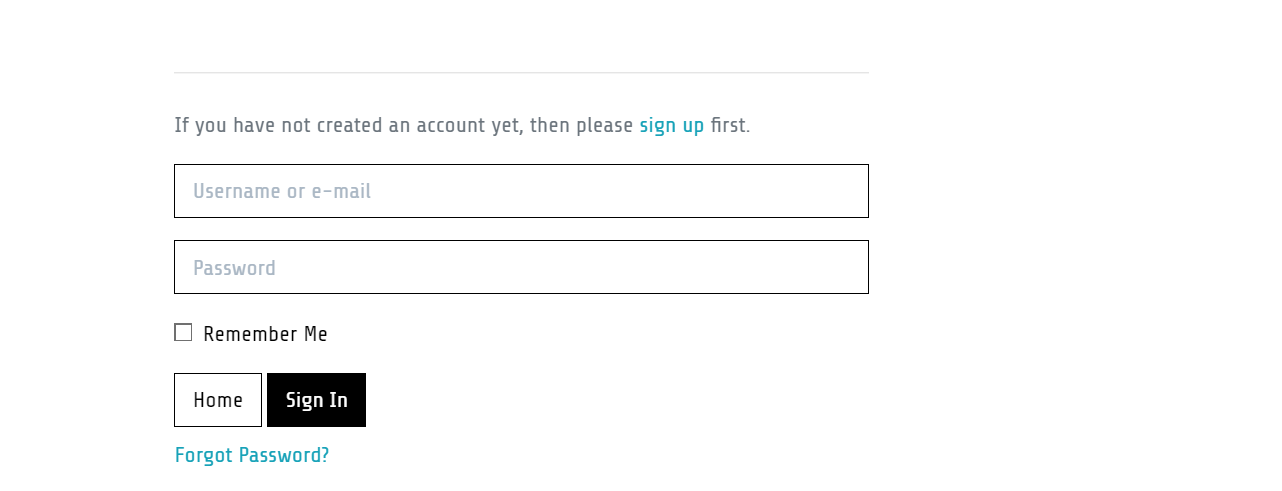 If you have not created an account yet, then please sign up first.
Username or e-mail
Password
Remember Me
Home Sign In
Forgot Password?